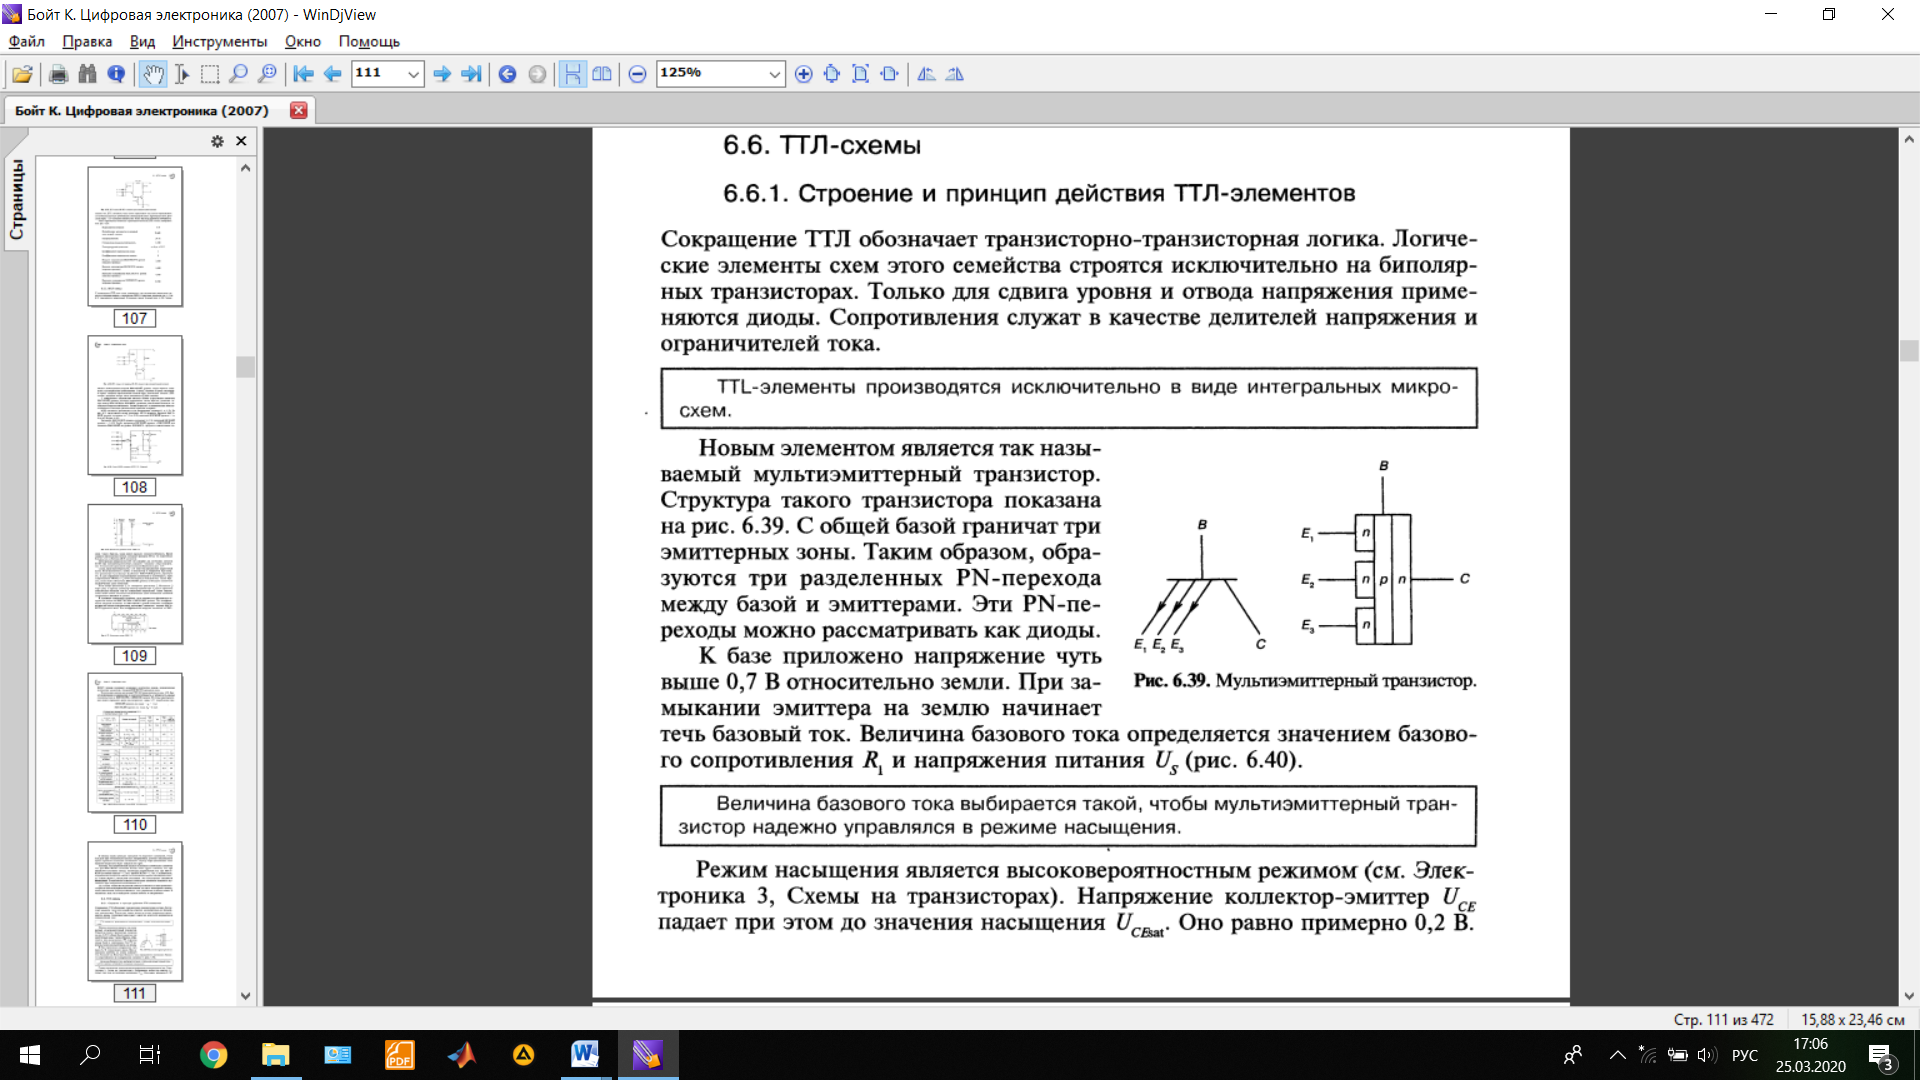 Бойт К. Цифровая электроника (2007) - WinDjView
Файл Правка Вид Инструменты Окно Помощь
111
125%
Бойт К. Цифровая электроника (2007)
Страницы
107
108
109
110
111
6.6. ТТЛ-схемы
6.6.1. Строение и принцип действия ТТЛ-элементов
Сокращение ТТЛ обозначает транзисторно-транзисторная логика. Логиче-
ские элементы схем этого семейства строятся исключительно на биполяр-
ных транзисторах. Только для сдвига уровня и отвода напряжения приме-
няются диоды. Сопротивления служат в качестве делителей напряжения и
ограничителей тока.
TTL-элементы производятся исключительно в виде интегральных микро-
схем.
Новым элементом является так назы-
ваемый мультиэмиттерный транзистор.
Структура такого транзистора показана
на рис. 6.39. С общей базой граничат три
эмиттерных зоны. Таким образом, обра-
зуются три разделенных PN-перехода
между базой и эмиттерами. Эти PN-пе-
реходы можно рассматривать как диоды.
К базе приложено напряжение чуть
выше 0,7 В относительно земли. При за-
мыкании эмиттера на землю начинает
течь базовый ток. Величина базового тока определяется значением базово-
го сопротивления R1 и напряжения питания US (рис. 6.40).
B
E1 E2 E3 C
B
E1 n
E2 n p n C
E3 n
Рис. 6.39. Мультиэмиттерный транзистор.
Величина базового тока выбирается такой, чтобы мультиэмиттерный тран-
зистор надежно управлялся в режиме насыщения.
Режим насыщения является высоковероятностным режимом (см. Элек-
троника 3, Схемы на транзисторах). Напряжение коллектор-эмиттер UCE
падает при этом до значения насыщения UCEsat. Оно равно примерно 0,2 В.
Стр. 111 из 472 15,88 x 23,46 см
PDF
РУС
17:06
25.03.2020
3